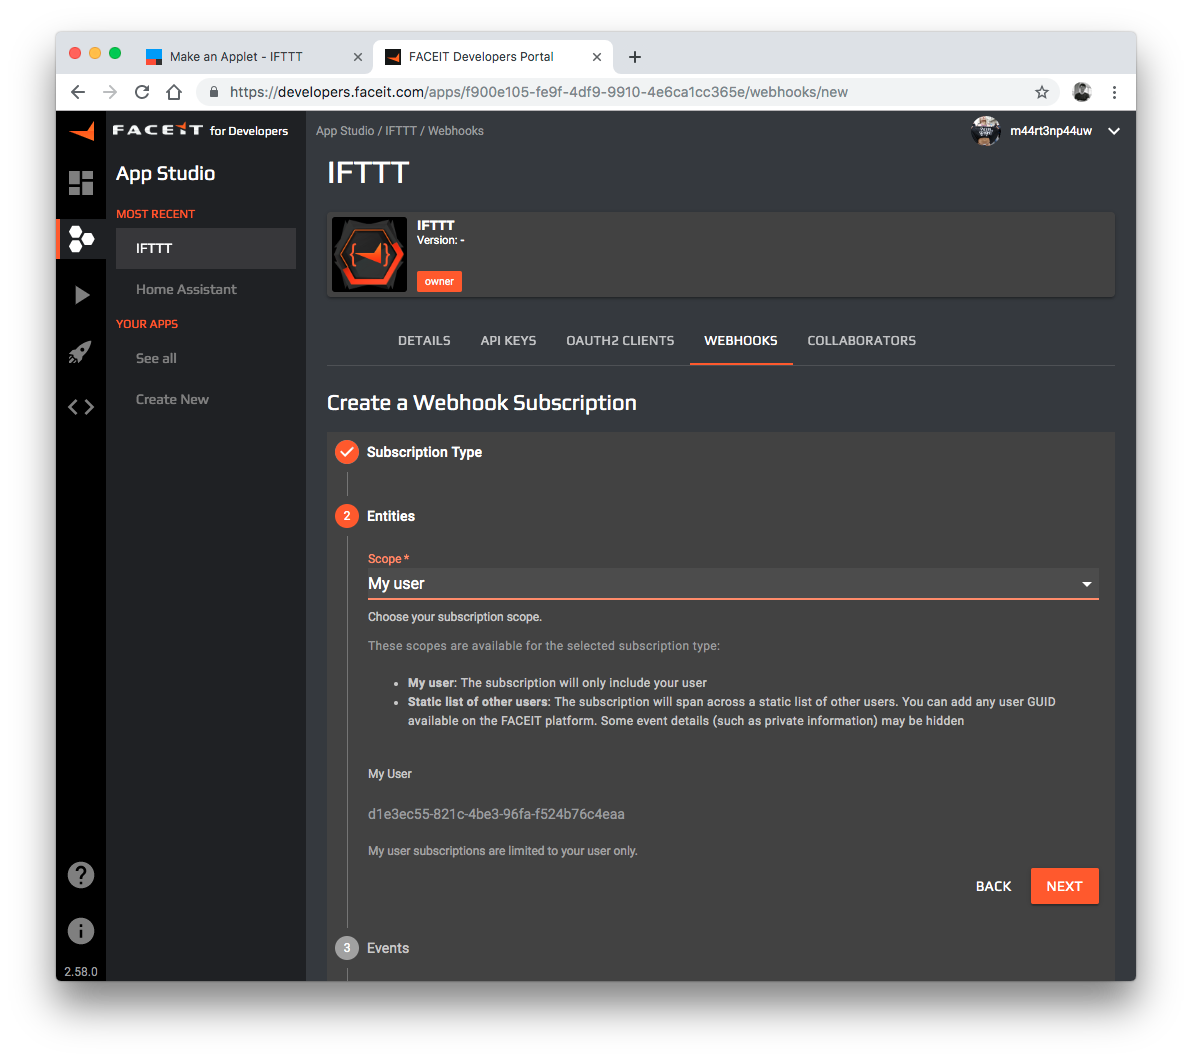 Make an Applet - IFTTT
FACEIT Developers Portal
https://developers.faceit.com/apps/f900e105-fe9f-4df9-9910-4e6ca1cc365e/webhooks/new
FACEIT for Developers
App Studio / IFTTT / Webhooks
m44rt3np44uw
App Studio
MOST RECENT
IFTTT
Home Assistant
YOUR APPS
See all
Create New
2.58.0
IFTTT
IFTTT
Version: -
owner
DETAILS
API KEYS
OAUTH2 CLIENTS
WEBHOOKS
COLLABORATORS
Create a Webhook Subscription
Subscription Type
2 Entities
Scope *
My user
Choose your subscription scope.
These scopes are available for the selected subscription type:
• My user: The subscription will only include your user
• Static list of other users: The subscription will span across a static list of other users. You can add any user GUID
available on the FACEIT platform. Some event details (such as private information) may be hidden
My User
d1e3ec55-821c-4be3-96fa-f524b76c4eaa
My user subscriptions are limited to your user only.
BACK
NEXT
3 Events